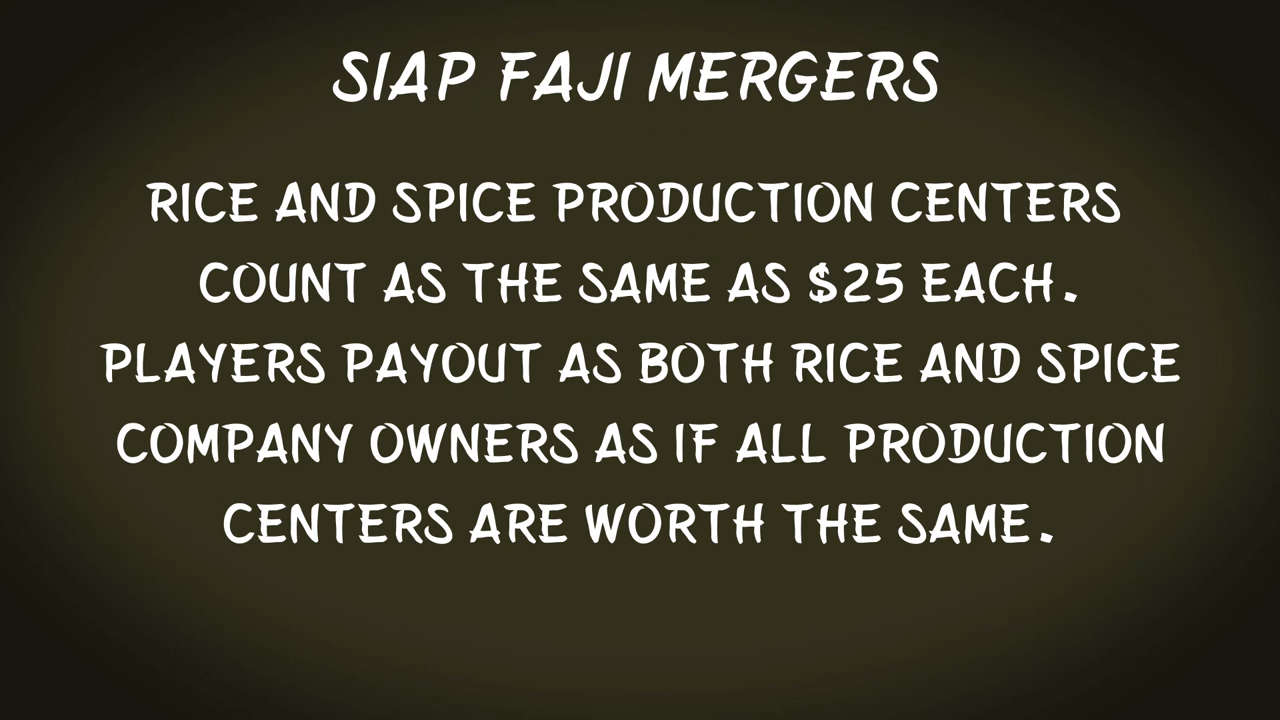 SIAP FAJI MERGERS
RICE AND SPICE PRODUCTION CENTERS
COUNT AS THE SAME AS $25 EACH.
PLAYERS PAYOUT AS BOTH RICE AND SPICE
COMPANY OWNERS AS IF ALL PRODUCTION
CENTERS ARE WORTH THE SAME.